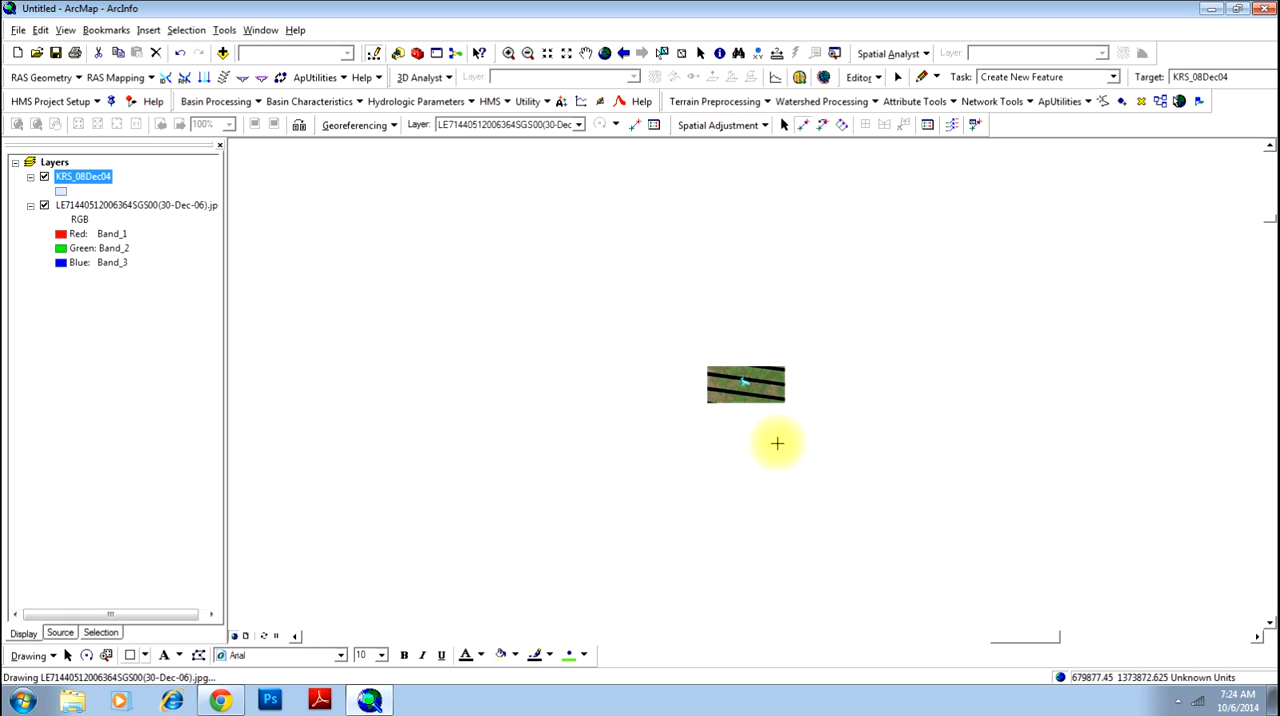 Untitled - ArcMap - ArcInfo
File Edit View Bookmarks Insert Selection Tools Window Help
Spatial Analyst Layer:
RAS Geometry RAS Mapping ApUtilities Help 3D Analyst Layer: Editor Task: Create New Feature Target: KRS_08Dec04
HMS Project Setup Help Basin Processing Basin Characteristics Hydrologic Parameters HMS Utility Help Terrain Preprocessing Watershed Processing Attribute Tools Network Tools ApUtilities
100% Georeferencing Layer: LE71440512006364SGS00(30-Dec Spatial Adjustment
Layers
KRS_08Dec04
LE71440512006364SGS00(30-Dec-06).jp
RGB
Red: Band_1
Green: Band_2
Blue: Band_3
Display Source Selection
Drawing A Arial 10 B I U A
Drawing LE71440512006364SGS00(30-Dec-06).jpg...
679877.45 1373872.625 Unknown Units
Ps
7:24 AM
10/6/2014